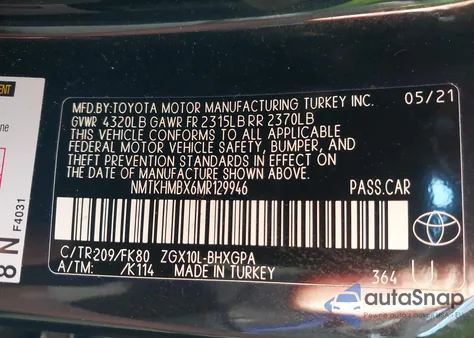 MFD.BY:TOYOTA MOTOR MANUFACTURING TURKEY INC. 05/21
GVWR 4320LB GAWR FR 2315LB RR 2370LB
THIS VEHICLE CONFORMS TO ALL APPLICABLE
FEDERAL MOTOR VEHICLE SAFETY, BUMPER, AND
THEFT PREVENTION STANDARDS IN EFFECT ON
THE DATE OF MANUFACTURE SHOWN ABOVE.
NMTKHMBX6MR129946 PASS.CAR
C/TR209/FK80 ZGX10L-BHXGPA
A/TM: /K114 MADE IN TURKEY 364
TOYOTA
F4031
8 N
autoSnap